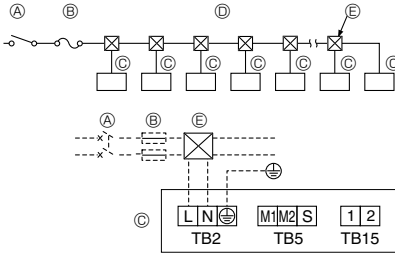 Ⓐ Ⓑ Ⓓ Ⓔ
Ⓒ Ⓒ Ⓒ Ⓒ Ⓒ Ⓒ Ⓒ
Ⓐ Ⓑ Ⓔ
Ⓒ L N M1 M2 S 1 2
TB2 TB5 TB15